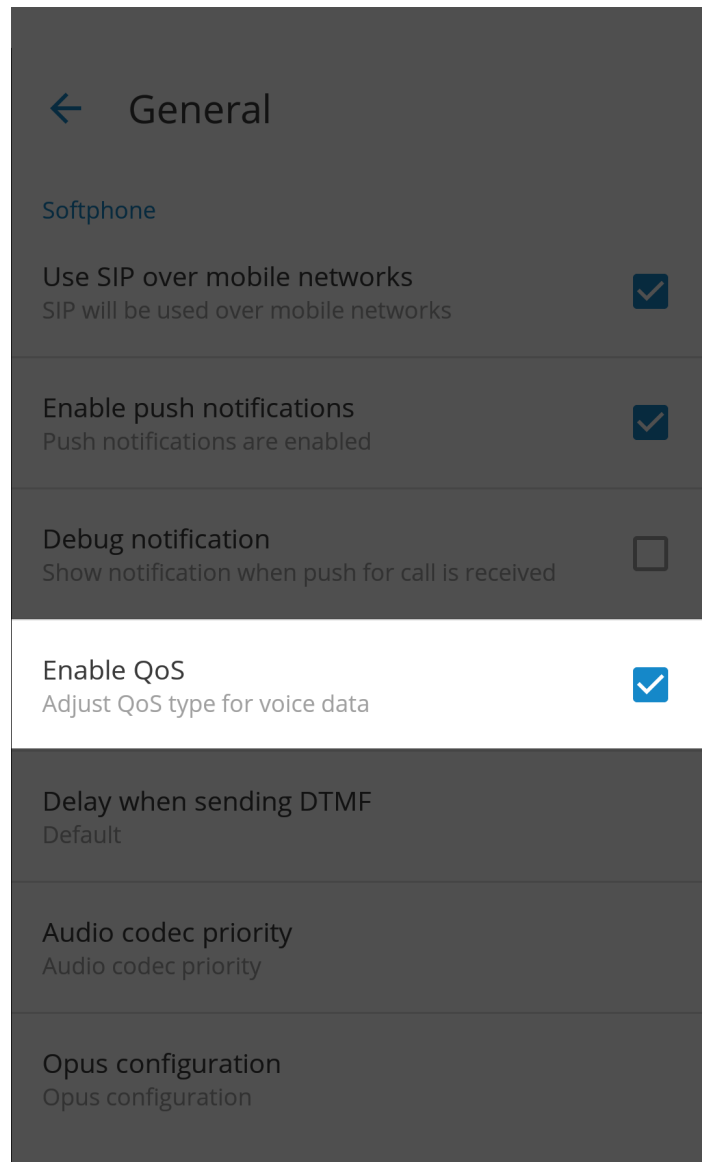 General
Softphone
Use SIP over mobile networks
SIP will be used over mobile networks
Enable push notifications
Push notifications are enabled
Debug notification
Show notification when push for call is received
Enable QoS
Adjust QoS type for voice data
Delay when sending DTMF
Default
Audio codec priority
Audio codec priority
Opus configuration
Opus configuration